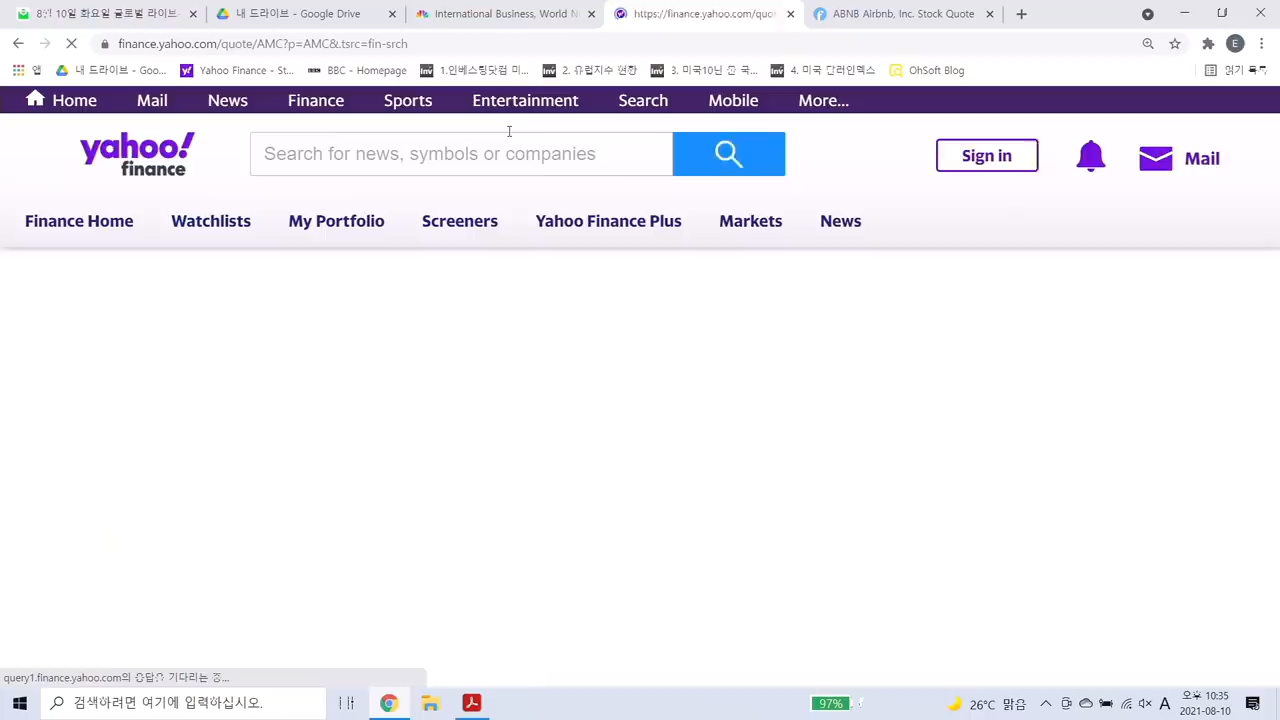 8월 10일 화요일 글로벌 라이브
내 드라이브 - Google Drive
International Business, World N
https://finance.yahoo.com/quo
ABNB Airbnb, Inc. Stock Quote
finance.yahoo.com/quote/AMC?p=AMC&.tsrc=fin-srch
앱
내 드라이브 - Goo...
Yahoo Finance - St...
BBC - Homepage
1.인베스팅닷컴 미...
2. 유럽지수 현황
3. 미국10년 쿤 국...
4. 미국 달러인덱스
OhSoft Blog
읽기 목록
Home
Mail
News
Finance
Sports
Entertainment
Search
Mobile
More...
yahoo!
finance
Search for news, symbols or companies
Sign in
Mail
Finance Home
Watchlists
My Portfolio
Screeners
Yahoo Finance Plus
Markets
News
query1.finance.yahoo.com의 응답을 기다리는 중...
검색하려면 여기에 입력하십시오.
97%
26°C 맑음
A
오후 10:35
2021-08-10